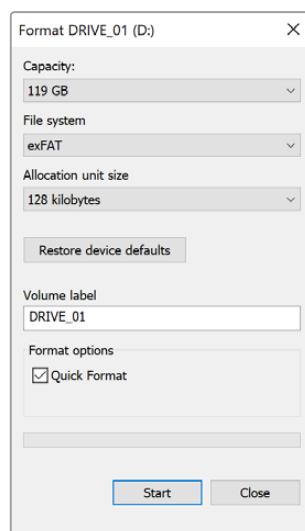 Format DRIVE_01 (D:)
Capacity:
119 GB
File system
exFAT
Allocation unit size
128 kilobytes
Restore device defaults
Volume label
DRIVE_01
Format options
Quick Format
Start Close